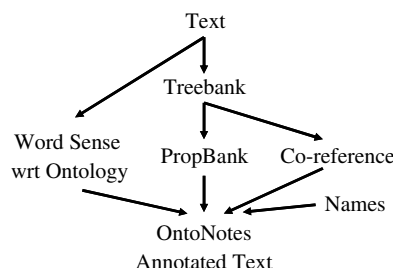 Text
Treebank
Word Sense
wrt Ontology
PropBank
Co-reference
Names
OntoNotes
Annotated Text